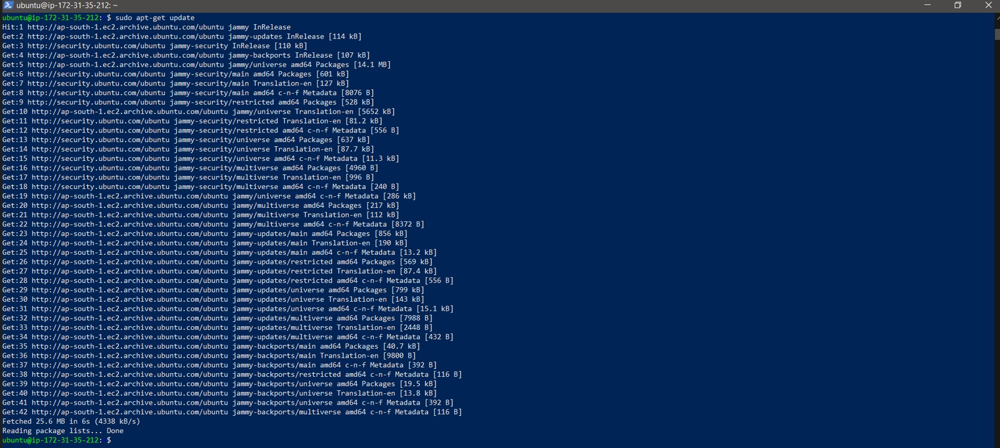 ubuntu@ip-172-31-35-212: ~
ubuntu@ip-172-31-35-212: $ sudo apt-get update
Hit:1 http://ap-south-1.ec2.archive.ubuntu.com/ubuntu jammy InRelease
Get:2 http://ap-south-1.ec2.archive.ubuntu.com/ubuntu jammy-updates InRelease [114 kB]
Get:3 http://security.ubuntu.com/ubuntu jammy-security InRelease [110 kB]
Get:4 http://ap-south-1.ec2.archive.ubuntu.com/ubuntu jammy-backports InRelease [107 kB]
Get:5 http://ap-south-1.ec2.archive.ubuntu.com/ubuntu jammy/universe amd64 Packages [14.1 MB]
Get:6 http://security.ubuntu.com/ubuntu jammy-security/main amd64 Packages [601 kB]
Get:7 http://security.ubuntu.com/ubuntu jammy-security/main Translation-en [127 kB]
Get:8 http://security.ubuntu.com/ubuntu jammy-security/main amd64 c-n-f Metadata [8076 B]
Get:9 http://security.ubuntu.com/ubuntu jammy-security/restricted amd64 Packages [528 kB]
Get:10 http://ap-south-1.ec2.archive.ubuntu.com/ubuntu jammy/universe Translation-en [5652 kB]
Get:11 http://security.ubuntu.com/ubuntu jammy-security/restricted Translation-en [81.2 kB]
Get:12 http://security.ubuntu.com/ubuntu jammy-security/restricted amd64 c-n-f Metadata [556 B]
Get:13 http://security.ubuntu.com/ubuntu jammy-security/universe amd64 Packages [637 kB]
Get:14 http://security.ubuntu.com/ubuntu jammy-security/universe Translation-en [87.7 kB]
Get:15 http://security.ubuntu.com/ubuntu jammy-security/universe amd64 c-n-f Metadata [11.3 kB]
Get:16 http://security.ubuntu.com/ubuntu jammy-security/multiverse amd64 Packages [4960 B]
Get:17 http://security.ubuntu.com/ubuntu jammy-security/multiverse Translation-en [996 B]
Get:18 http://security.ubuntu.com/ubuntu jammy-security/multiverse amd64 c-n-f Metadata [240 B]
Get:19 http://ap-south-1.ec2.archive.ubuntu.com/ubuntu jammy/universe amd64 c-n-f Metadata [286 kB]
Get:20 http://ap-south-1.ec2.archive.ubuntu.com/ubuntu jammy/multiverse amd64 Packages [217 kB]
Get:21 http://ap-south-1.ec2.archive.ubuntu.com/ubuntu jammy/multiverse Translation-en [112 kB]
Get:22 http://ap-south-1.ec2.archive.ubuntu.com/ubuntu jammy/multiverse amd64 c-n-f Metadata [8372 B]
Get:23 http://ap-south-1.ec2.archive.ubuntu.com/ubuntu jammy-updates/main amd64 Packages [856 kB]
Get:24 http://ap-south-1.ec2.archive.ubuntu.com/ubuntu jammy-updates/main Translation-en [190 kB]
Get:25 http://ap-south-1.ec2.archive.ubuntu.com/ubuntu jammy-updates/main amd64 c-n-f Metadata [13.2 kB]
Get:26 http://ap-south-1.ec2.archive.ubuntu.com/ubuntu jammy-updates/restricted amd64 Packages [569 kB]
Get:27 http://ap-south-1.ec2.archive.ubuntu.com/ubuntu jammy-updates/restricted Translation-en [87.4 kB]
Get:28 http://ap-south-1.ec2.archive.ubuntu.com/ubuntu jammy-updates/restricted amd64 c-n-f Metadata [556 B]
Get:29 http://ap-south-1.ec2.archive.ubuntu.com/ubuntu jammy-updates/universe amd64 Packages [799 kB]
Get:30 http://ap-south-1.ec2.archive.ubuntu.com/ubuntu jammy-updates/universe Translation-en [143 kB]
Get:31 http://ap-south-1.ec2.archive.ubuntu.com/ubuntu jammy-updates/universe amd64 c-n-f Metadata [15.1 kB]
Get:32 http://ap-south-1.ec2.archive.ubuntu.com/ubuntu jammy-updates/multiverse amd64 Packages [7988 B]
Get:33 http://ap-south-1.ec2.archive.ubuntu.com/ubuntu jammy-updates/multiverse Translation-en [2448 B]
Get:34 http://ap-south-1.ec2.archive.ubuntu.com/ubuntu jammy-updates/multiverse amd64 c-n-f Metadata [432 B]
Get:35 http://ap-south-1.ec2.archive.ubuntu.com/ubuntu jammy-backports/main amd64 Packages [40.7 kB]
Get:36 http://ap-south-1.ec2.archive.ubuntu.com/ubuntu jammy-backports/main Translation-en [9800 B]
Get:37 http://ap-south-1.ec2.archive.ubuntu.com/ubuntu jammy-backports/main amd64 c-n-f Metadata [392 B]
Get:38 http://ap-south-1.ec2.archive.ubuntu.com/ubuntu jammy-backports/restricted amd64 c-n-f Metadata [116 B]
Get:39 http://ap-south-1.ec2.archive.ubuntu.com/ubuntu jammy-backports/universe amd64 Packages [19.5 kB]
Get:40 http://ap-south-1.ec2.archive.ubuntu.com/ubuntu jammy-backports/universe Translation-en [13.8 kB]
Get:41 http://ap-south-1.ec2.archive.ubuntu.com/ubuntu jammy-backports/universe amd64 c-n-f Metadata [392 B]
Get:42 http://ap-south-1.ec2.archive.ubuntu.com/ubuntu jammy-backports/multiverse amd64 c-n-f Metadata [116 B]
Fetched 25.6 MB in 6s (4338 kB/s)
Reading package lists... Done
ubuntu@ip-172-31-35-212: $